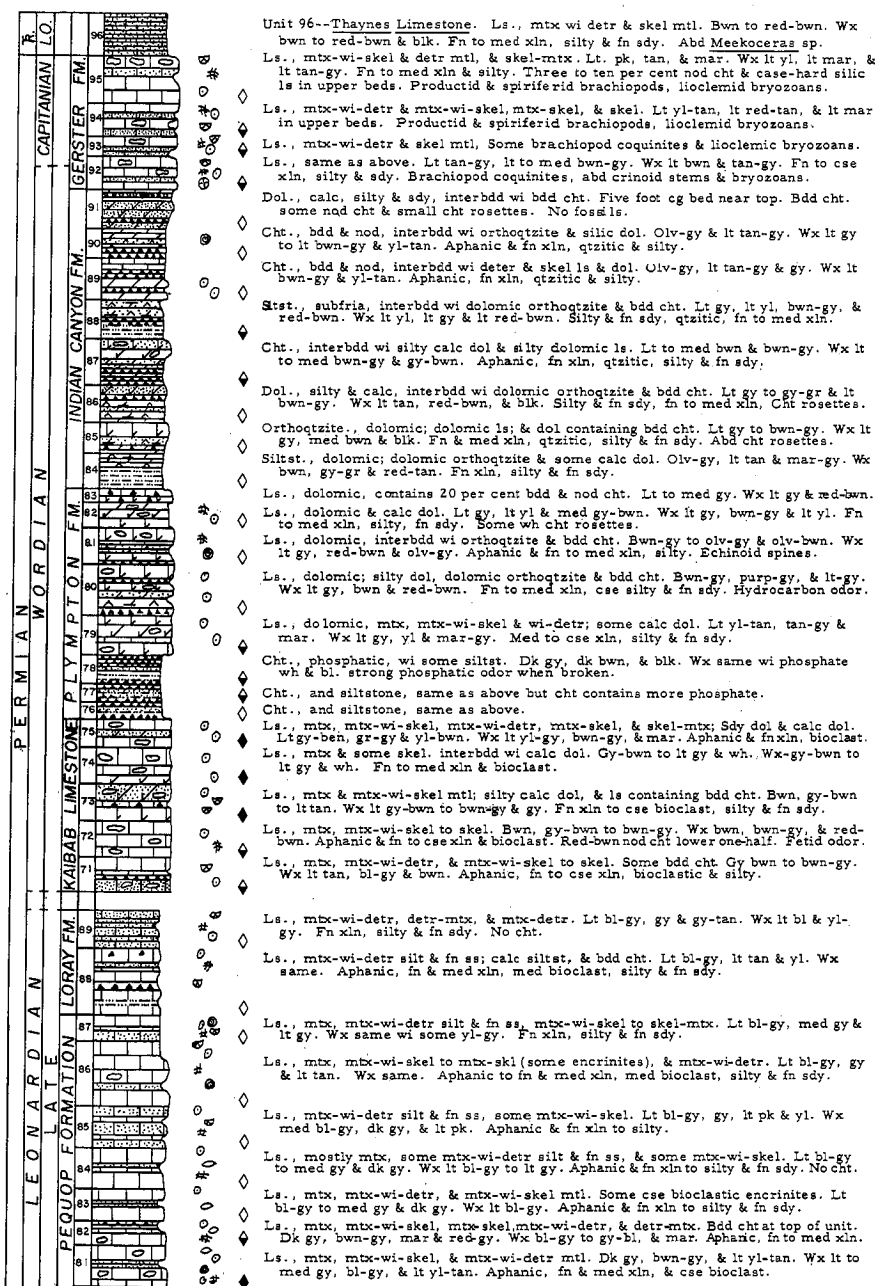 Unit 96--Thaynes Limestone. Ls., mtx wi detr & skel mtl. Bwn to red-bwn. Wx
bwn to red-bwn & blk. Fn to med xln, silty & fn sdy. Abd Meekoceras sp.
Ls., mtx-wi-skel & detr mtl, & skel-mtx. Lt. pk, tan, & mar. Wx lt yl, lt mar, &
lt tan-gy. Fn to med xln & silty. Three to ten per cent nod cht & case-hard silic
ls in upper beds. Productid & spiriferid brachiopods, lioclemid bryozoans.
Ls., mtx-wi-detr & mtx-wi-skel, mtx-skel, & skel. Lt yl-tan, lt red-tan, & lt mar
in upper beds. Productid & spiriferid brachiopods, lioclemid bryozoans.
Ls., mtx-wi-detr & skel mtl, Some brachiopod coquinites & lioclemic bryozoans.
Ls., same as above. Lt tan-gy, lt to med bwn-gy. Wx lt bwn & tan-gy. Fn to cse
xln, silty & sdy. Brachiopod coquinites, abd crinoid stems & bryozoans.
Dol., calc, silty & sdy, interbdd wi bdd cht. Five foot cg bed near top. Bdd cht.
some nod cht & small cht rosettes. No fossils.
Cht., bdd & nod, interbdd wi orthoqtzite & silic dol. Olv-gy & lt tan-gy. Wx lt gy
to lt bwn-gy & yl-tan. Aphanic & fn xln, qtzitic & silty.
Cht., bdd & nod, interbdd wi deter & skel ls & dol. Olv-gy, lt tan-gy & gy. Wx lt
bwn-gy & yl-tan. Aphanic, fn xln, qtzitic & silty.
Stst., subfria, interbdd wi dolomic orthoqtzite & bdd cht. Lt gy, lt yl, bwn-gy, &
red-bwn. Wx lt yl, lt gy & lt red-bwn. Silty & fn sdy, qtzitic, fn to med xln.
Cht., interbdd wi silty calc dol & silty dolomic ls. Lt to med bwn & bwn-gy. Wx lt
to med bwn-gy & gy-bwn. Aphanic, fn xln, qtzitic, silty & fn sdy.
Dol., silty & calc, interbdd wi dolomic orthoqtzite & bdd cht. Lt gy to gy-gr & lt
bwn-gy. Wx lt tan, red-bwn, & blk. Silty & fn sdy, fn to med xln, Cht rosettes.
Orthoqtzite., dolomic; dolomic ls; & dol containing bdd cht. Lt gy to bwn-gy. Wx lt
gy, med bwn & blk. Fn & med xln, qtzitic, silty & fn sdy. Abd cht rosettes.
Siltst., dolomic; dolomic orthoqtzite & some calc dol. Olv-gy, lt tan & mar-gy. Wx
bwn, gy-gr & red-tan. Fn xln, silty & fn sdy.
Ls., dolomic, contains 20 per cent bdd & nod cht. Lt to med gy. Wx lt gy & red-bwn.
Ls., dolomic & calc dol. Lt gy, lt yl & med gy-bwn. Wx lt gy, bwn-gy & lt yl. Fn
to med xln, silty, fn sdy. Some wh cht rosettes.
Ls., dolomic, interbdd wi orthoqtzite & bdd cht. Bwn-gy to olv-gy & olv-bwn. Wx
lt gy, red-bwn & olv-gy. Aphanic & fn to med xln, silty. Echinoid spines.
Ls., dolomic; silty dol, dolomic orthoqtzite & bdd cht. Bwn-gy, purp-gy, & lt-gy.
Wx lt gy, bwn & red-bwn. Fn to med xln, cse silty & fn sdy. Hydrocarbon odor.
Ls., dolomic, mtx, mtx-wi-skel & wi-detr; some calc dol. Lt yl-tan, tan-gy &
mar. Wx lt gy, yl & mar-gy. Med to cse xln, silty & fn sdy.
Cht., phosphatic, wi some siltst. Dk gy, dk bwn, & blk. Wx same wi phosphate
wh & bl. strong phosphatic odor when broken.
Cht., and siltstone, same as above but cht contains more phosphate.
Cht., and siltstone, same as above.
Ls., mtx, mtx-wi-skel, mtx-wi-detr, mtx-skel, & skel-mtx; Sdy dol & calc dol.
Lt gy-ben, gr-gy & yl-bwn. Wx lt yl-gy, bwn-gy, & mar. Aphanic & fn xln, bioclast.
Ls., mtx & some skel. interbdd wi calc dol. Gy-bwn to lt gy & wh. Wx-gy-bwn to
lt gy & wh. Fn to med xln & bioclast.
Ls., mtx & mtx-wi-skel mtl; silty calc dol, & ls containing bdd cht. Bwn, gy-bwn
to lt tan. Wx lt gy-bwn to bwn-gy & gy. Fn xln to cse bioclast, silty & fn sdy.
Ls., mtx, mtx-wi-skel to skel. Bwn, gy-bwn to bwn-gy. Wx bwn, bwn-gy, & red-
bwn. Aphanic & fn to cse xln & bioclast. Red-bwn nod cht lower one-half. Fetid odor.
Ls., mtx, mtx-wi-detr, & mtx-wi-skel to skel. Some bdd cht. Gy bwn to bwn-gy.
Wx lt tan, bl-gy & bwn. Aphanic, fn to cse xln, bioclastic & silty.
Ls., mtx-wi-detr, detr-mtx, & mtx-detr. Lt bl-gy, gy & gy-tan. Wx lt bl & yl-
gy. Fn xln, silty & fn sdy. No cht.
Ls., mtx-wi-detr silt & fn ss; calc siltst, & bdd cht. Lt bl-gy, lt tan & yl. Wx
same. Aphanic, fn & med xln, med bioclast, silty & fn sdy.
Ls., mtx, mtx-wi-detr silt & fn ss, mtx-wi-skel to skel-mtx. Lt bl-gy, med gy &
lt gy. Wx same wi some yl-gy. Fn xln, silty & fn sdy.
Ls., mtx, mtx-wi-skel to mtx-skl (some encrinites), & mtx-wi-detr. Lt bl-gy, gy
& lt tan. Wx same. Aphanic to fn & med xln, med bioclast, silty & fn sdy.
Ls., mtx-wi-detr silt & fn ss, some mtx-wi-skel. Lt bl-gy, gy, lt pk & yl. Wx
med bl-gy, dk gy, & lt pk. Aphanic & fn xln to silty.
Ls., mostly mtx, some mtx-wi-detr silt & fn ss, & some mtx-wi-skel. Lt bl-gy
to med gy & dk gy. Wx lt bl-gy to lt gy. Aphanic & fn xln to silty & fn sdy. No cht.
Ls., mtx, mtx-wi-detr, & mtx-wi-skel mtl. Some cse bioclastic encrinites. Lt
bl-gy to med gy & dk gy. Wx lt bl-gy. Aphanic & fn xln to silty & fn sdy.
Ls., mtx, mtx-wi-skel, mtx-skel, mtx-wi-detr, & detr-mtx. Bdd cht at top of unit.
Dk gy, bwn-gy, mar & red-gy. Wx bl-gy to gy-bl, & mar. Aphanic, fn to med xln.
Ls., mtx, mtx-wi-skel, & mtx-wi-detr mtl. Dk gy, bwn-gy, & lt yl-tan. Wx lt to
med gy, bl-gy, & lt yl-tan. Aphanic, fn & med xln, & cse bioclast.
LO.
PERMIAN
CAPITANIAN
WORDIAN
LEONARDIAN
LATE
GERSTER FM.
INDIAN CANYON FM.
PLYMPTON FM.
KAIBAB LIMESTONE
LORAY FM.
PEQUOP FORMATION
96
95
94
93
92
91
90
89
88
87
86
85
84
83
82
81
80
79
78
77
76
75
74
73
72
71
89
88
87
86
85
84
83
82
81